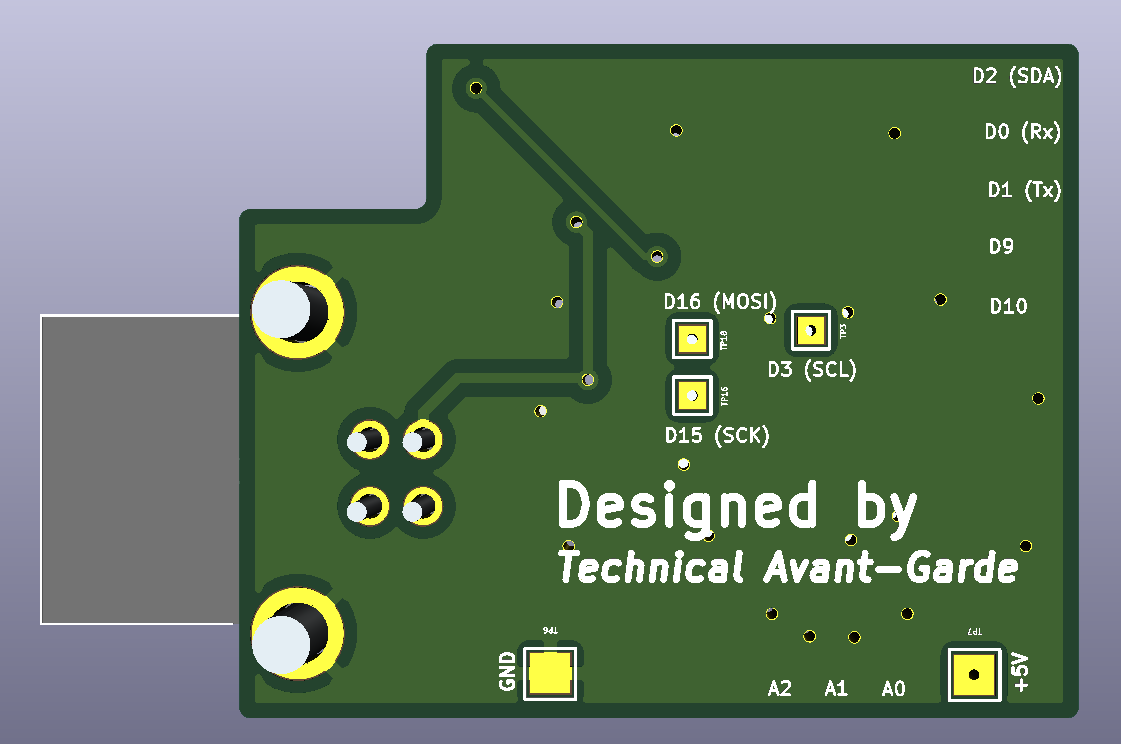 D2 (SDA)
D0 (Rx)
D1 (Tx)
D9
D16 (MOSI)
D10
TP3
TP18
D3 (SCL)
TP16
D15 (SCK)
Designed by
Technical Avant-Garde
TP6
TP7
GND
+5V
A2 A1 A0